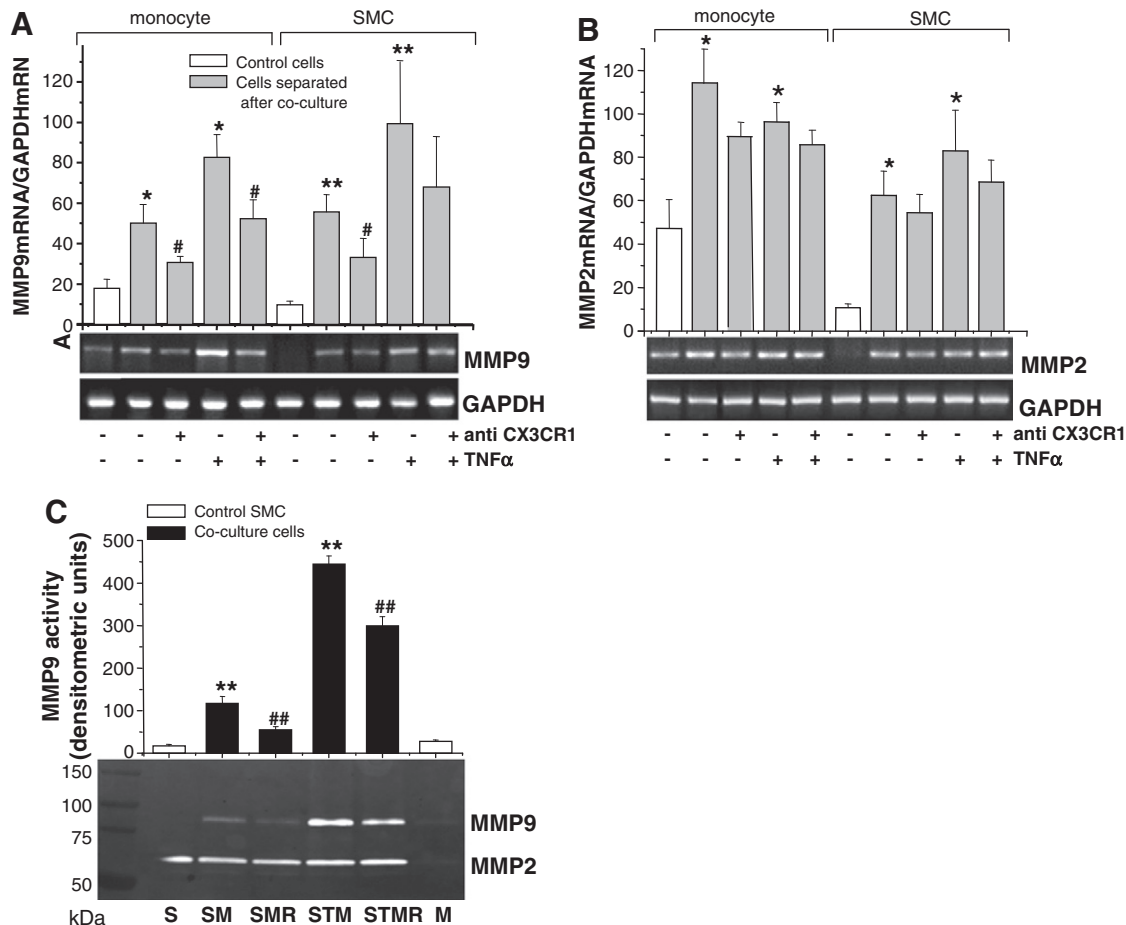 A
monocyte
SMC
MMP9mRNA/GAPDHmRN
A
Control cells
Cells separated
after co-culture
120
100
80
60
40
20
0
*
#
*
#
**
#
**
MMP9
GAPDH
- - + - + - - + - + anti CX3CR1
- - - + + - - - + + TNFα
B
monocyte
SMC
MMP2mRNA/GAPDHmRNA
120
100
80
60
40
20
0
*
*
*
*
MMP2
GAPDH
- - + - + - - + - + anti CX3CR1
- - - + + - - - + + TNFα
C
Control SMC
Co-culture cells
MMP9 activity
(densitometric units)
500
400
300
200
100
0
**
##
**
##
150
100
75
50
kDa
MMP9
MMP2
S SM SMR STM STMR M